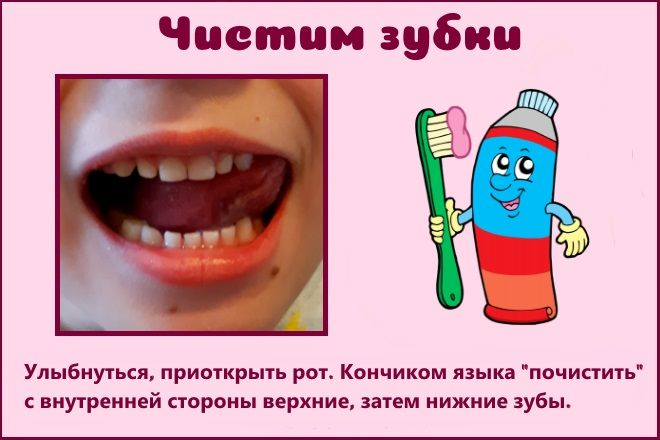 Чистим зубки
Улыбнуться, приоткрыть рот. Кончиком языка "почистить"
с внутренней стороны верхние, затем нижние зубы.